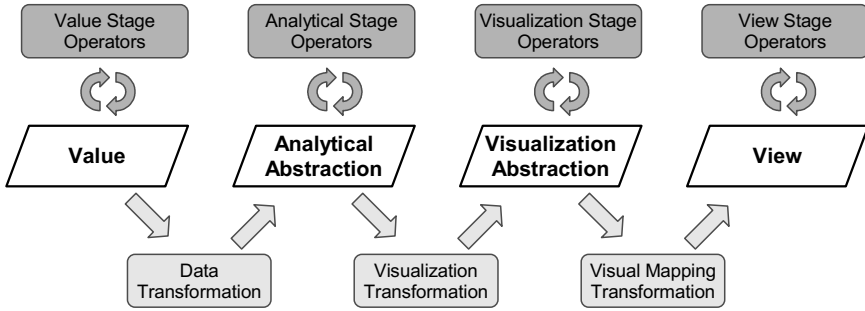 Value Stage
Operators
Analytical Stage
Operators
Visualization Stage
Operators
View Stage
Operators
Value
Analytical
Abstraction
Visualization
Abstraction
View
Data
Transformation
Visualization
Transformation
Visual Mapping
Transformation